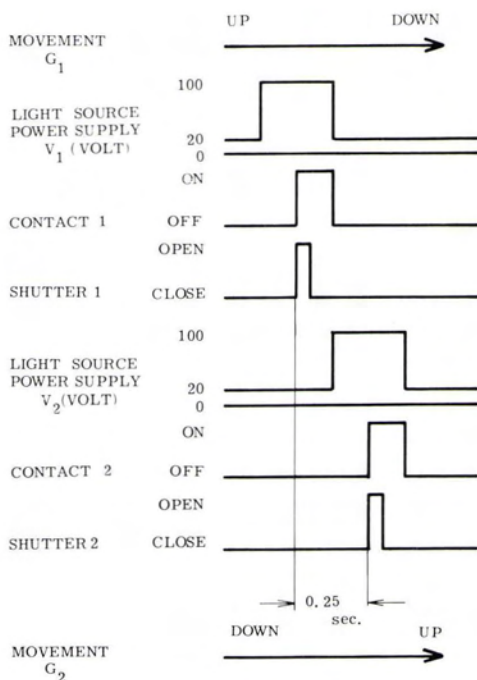 UP DOWN
MOVEMENT
G1
100
LIGHT SOURCE
POWER SUPPLY 20
V1 (VOLT) 0
ON
CONTACT 1 OFF
OPEN
SHUTTER 1 CLOSE
100
LIGHT SOURCE
POWER SUPPLY 20
V2(VOLT) 0
ON
CONTACT 2 OFF
OPEN
SHUTTER 2 CLOSE
0.25
sec.
DOWN UP
MOVEMENT
G2